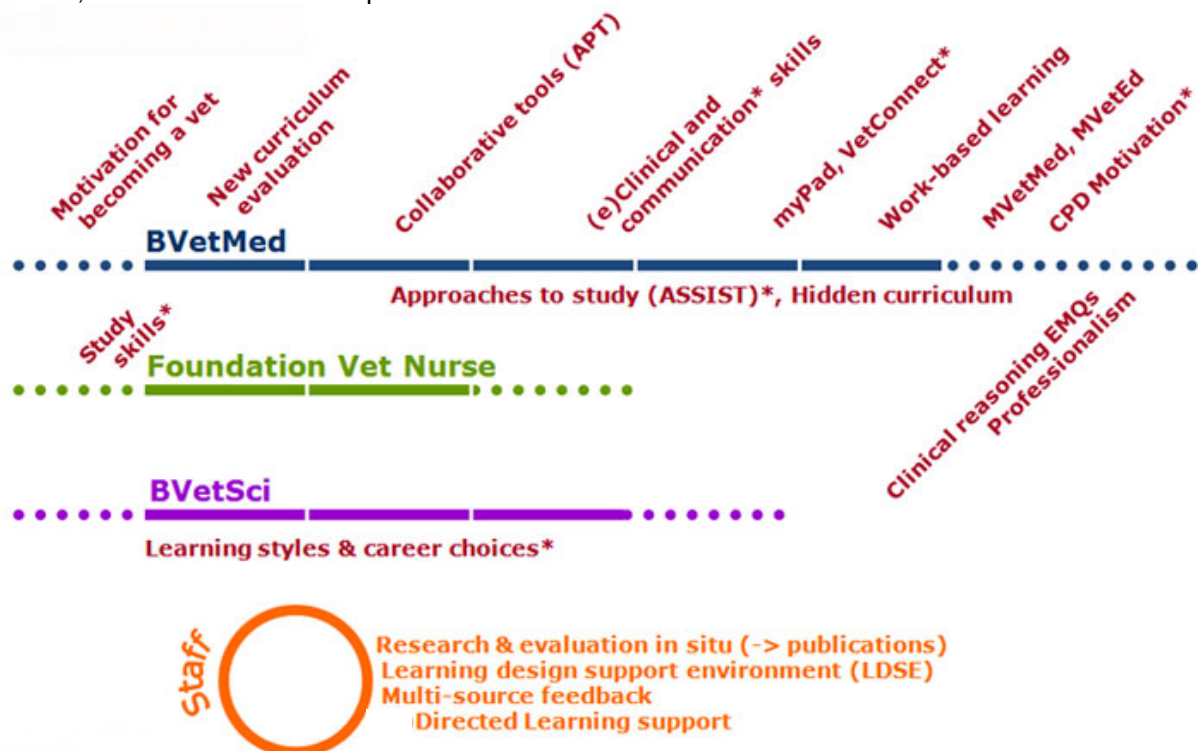 Motivation for
becoming a vet
New curriculum
evaluation
Collaborative tools (APT)
(e)Clinical and
communication* skills
myPad, VetConnect*
Work-based learning
MVetMed, MVetEd
CPD Motivation*
BVetMed
Approaches to study (ASSIST)*, Hidden curriculum
Study
skills*
Foundation Vet Nurse
Clinical reasoning EMQs
Professionalism
BVetSci
Learning styles & career choices*
Staff
Research & evaluation in situ (-> publications)
Learning design support environment (LDSE)
Multi-source feedback
Directed Learning support